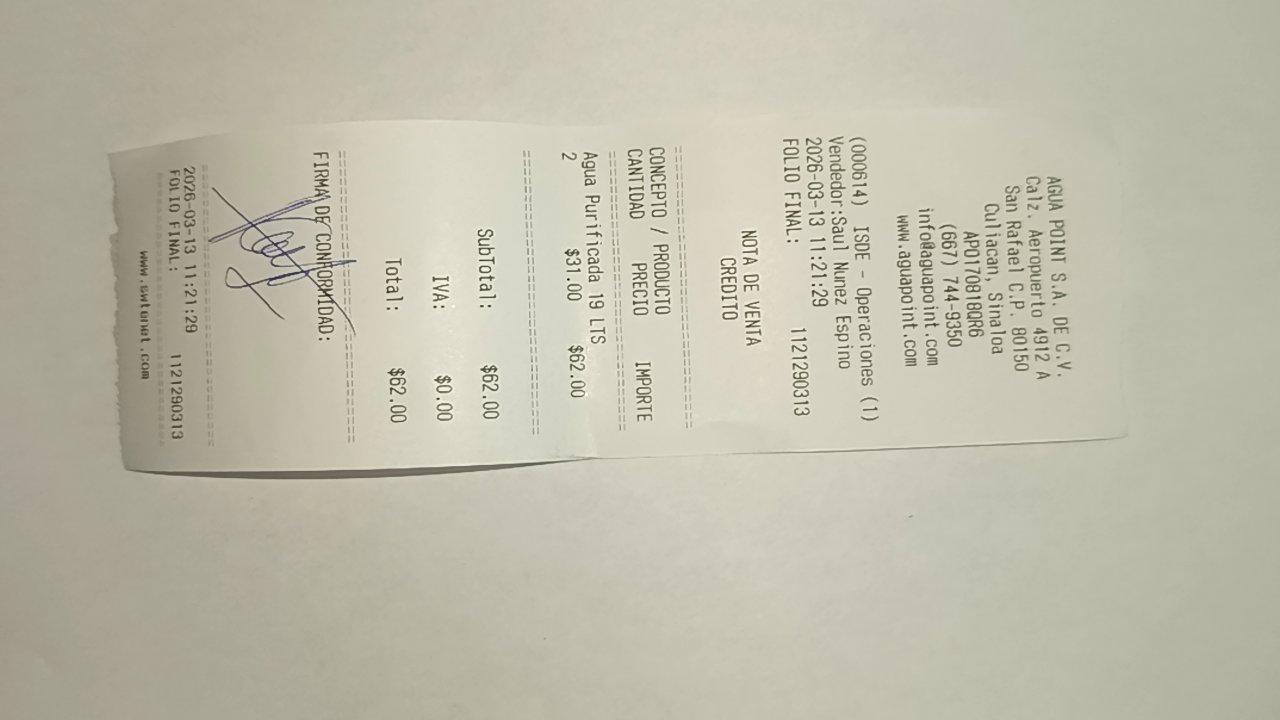 AGUA POINT S.A. DE C.V.
Calz. Aeropuerto 4912 A
San Rafael C.P. 80150
Culiacan, Sinaloa
APO170818QR6
(667) 744-9350
info@aguapoint.com
www.aguapoint.com
(000614) ISDE - Operaciones (1)
Vendedor:Saul Nunez Espino
2026-03-13 11:21:29
FOLIO FINAL: 1121290313
NOTA DE VENTA
CREDITO
CONCEPTO / PRODUCTO
CANTIDAD PRECIO IMPORTE
Agua Purificada 19 LTS
2 $31.00 $62.00
SubTotal: $62.00
IVA: $0.00
Total: $62.00
FIRMA DE CONFORMIDAD:
2026-03-13 11:21:29
FOLIO FINAL: 1121290313